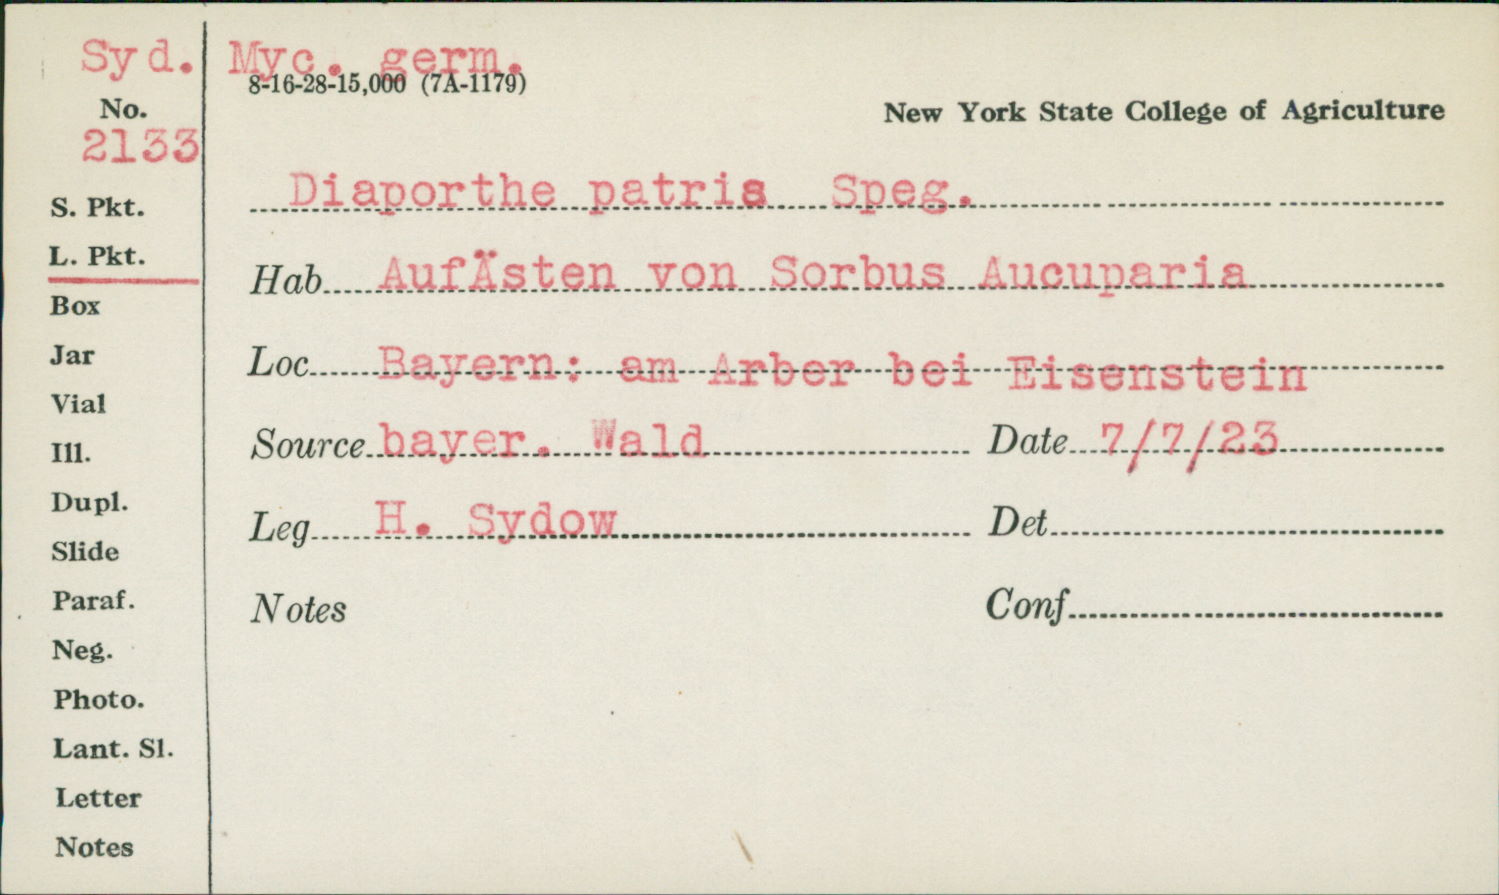 Syd. Myc. germ.
8-16-28-15,000 (7A-1179)
No.
New York State College of Agriculture
2133
Diaporthe patria Speg.
S. Pkt.
L. Pkt.
Hab AufÄsten von Sorbus Aucuparia
Box
Jar
Loc Bayern: am Arber bei Eisenstein
Vial
Ill.
Source bayer. Wald Date 7/7/23
Dupl.
Leg H. Sydow Det
Slide
Paraf.
Notes Conf
Neg.
Photo.
Lant. Sl.
Letter
Notes